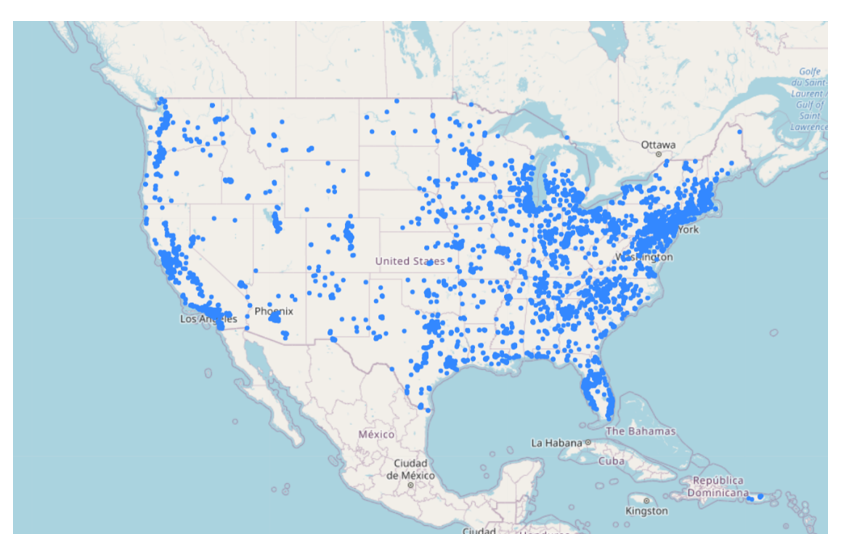 Golfe
du Saint-
Laurent /
Gulf of
Saint
Lawrence
Ottawa
York
United States
Washington
Phoenix
Los Angeles
The Bahamas
México
La Habana
Cuba
Ciudad
de México
República
Dominicana
Kingston
Ciudad